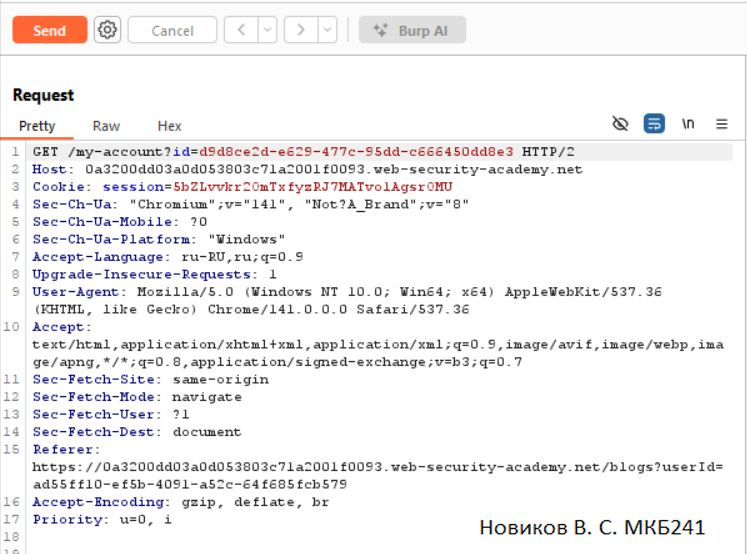 Send
Cancel
Burp AI
Request
Pretty Raw Hex
\n
1 GET /my-account?id=d9d8ce2d-e629-477c-95dd-c666450dd8e3 HTTP/2
2 Host: 0a3200dd03a0d053803c71a2001f0093.web-security-academy.net
3 Cookie: session=5bZLvvkr20mTxfyzRJ7MATvolAgsr0MU
4 Sec-Ch-Ua: "Chromium";v="141", "Not?A_Brand";v="8"
5 Sec-Ch-Ua-Mobile: ?0
6 Sec-Ch-Ua-Platform: "Windows"
7 Accept-Language: ru-RU,ru;q=0.9
8 Upgrade-Insecure-Requests: 1
9 User-Agent: Mozilla/5.0 (Windows NT 10.0; Win64; x64) AppleWebKit/537.36
(KHTML, like Gecko) Chrome/141.0.0.0 Safari/537.36
10 Accept:
text/html,application/xhtml+xml,application/xml;q=0.9,image/avif,image/webp,ima
ge/apng,*/*;q=0.8,application/signed-exchange;v=b3;q=0.7
11 Sec-Fetch-Site: same-origin
12 Sec-Fetch-Mode: navigate
13 Sec-Fetch-User: ?1
14 Sec-Fetch-Dest: document
15 Referer:
https://0a3200dd03a0d053803c71a2001f0093.web-security-academy.net/blogs?userId=
ad55ff10-ef5b-4091-a52c-64f685fcb579
16 Accept-Encoding: gzip, deflate, br
17 Priority: u=0, i
18
Новиков В. С. МКБ241
19